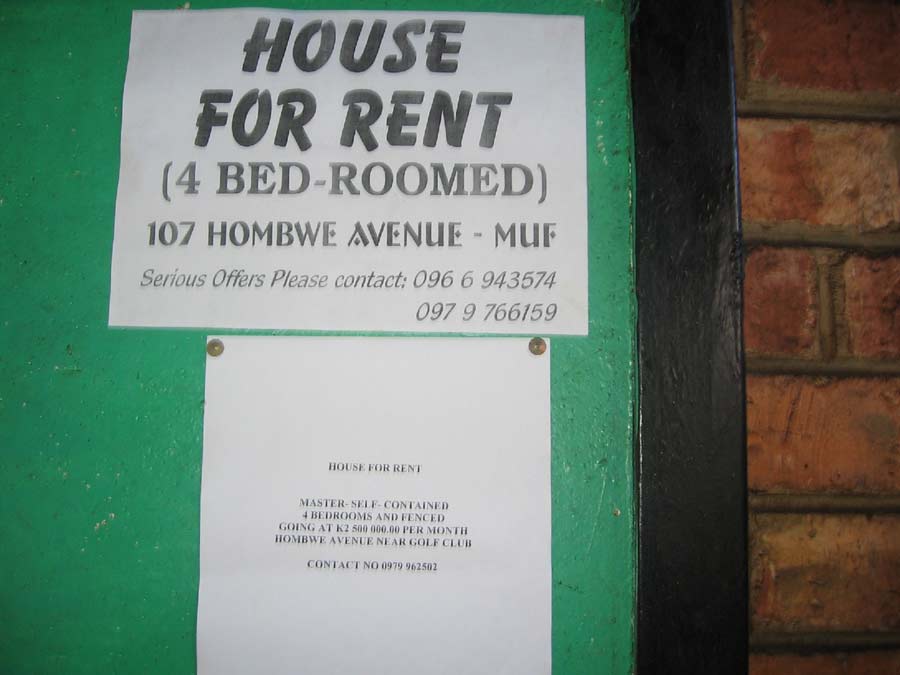 HOUSE
FOR RENT
(4 BED-ROOMED)
107 HOMBWE AVENUE - MUF
Serious Offers Please contact: 096 6 943574
097 9 766159
HOUSE FOR RENT
MASTER- SELF- CONTAINED
4 BEDROOMS AND FENCED
GOING AT K2 500 000.00 PER MONTH
HOMBWE AVENUE NEAR GOLF CLUB
CONTACT NO 0979 962502